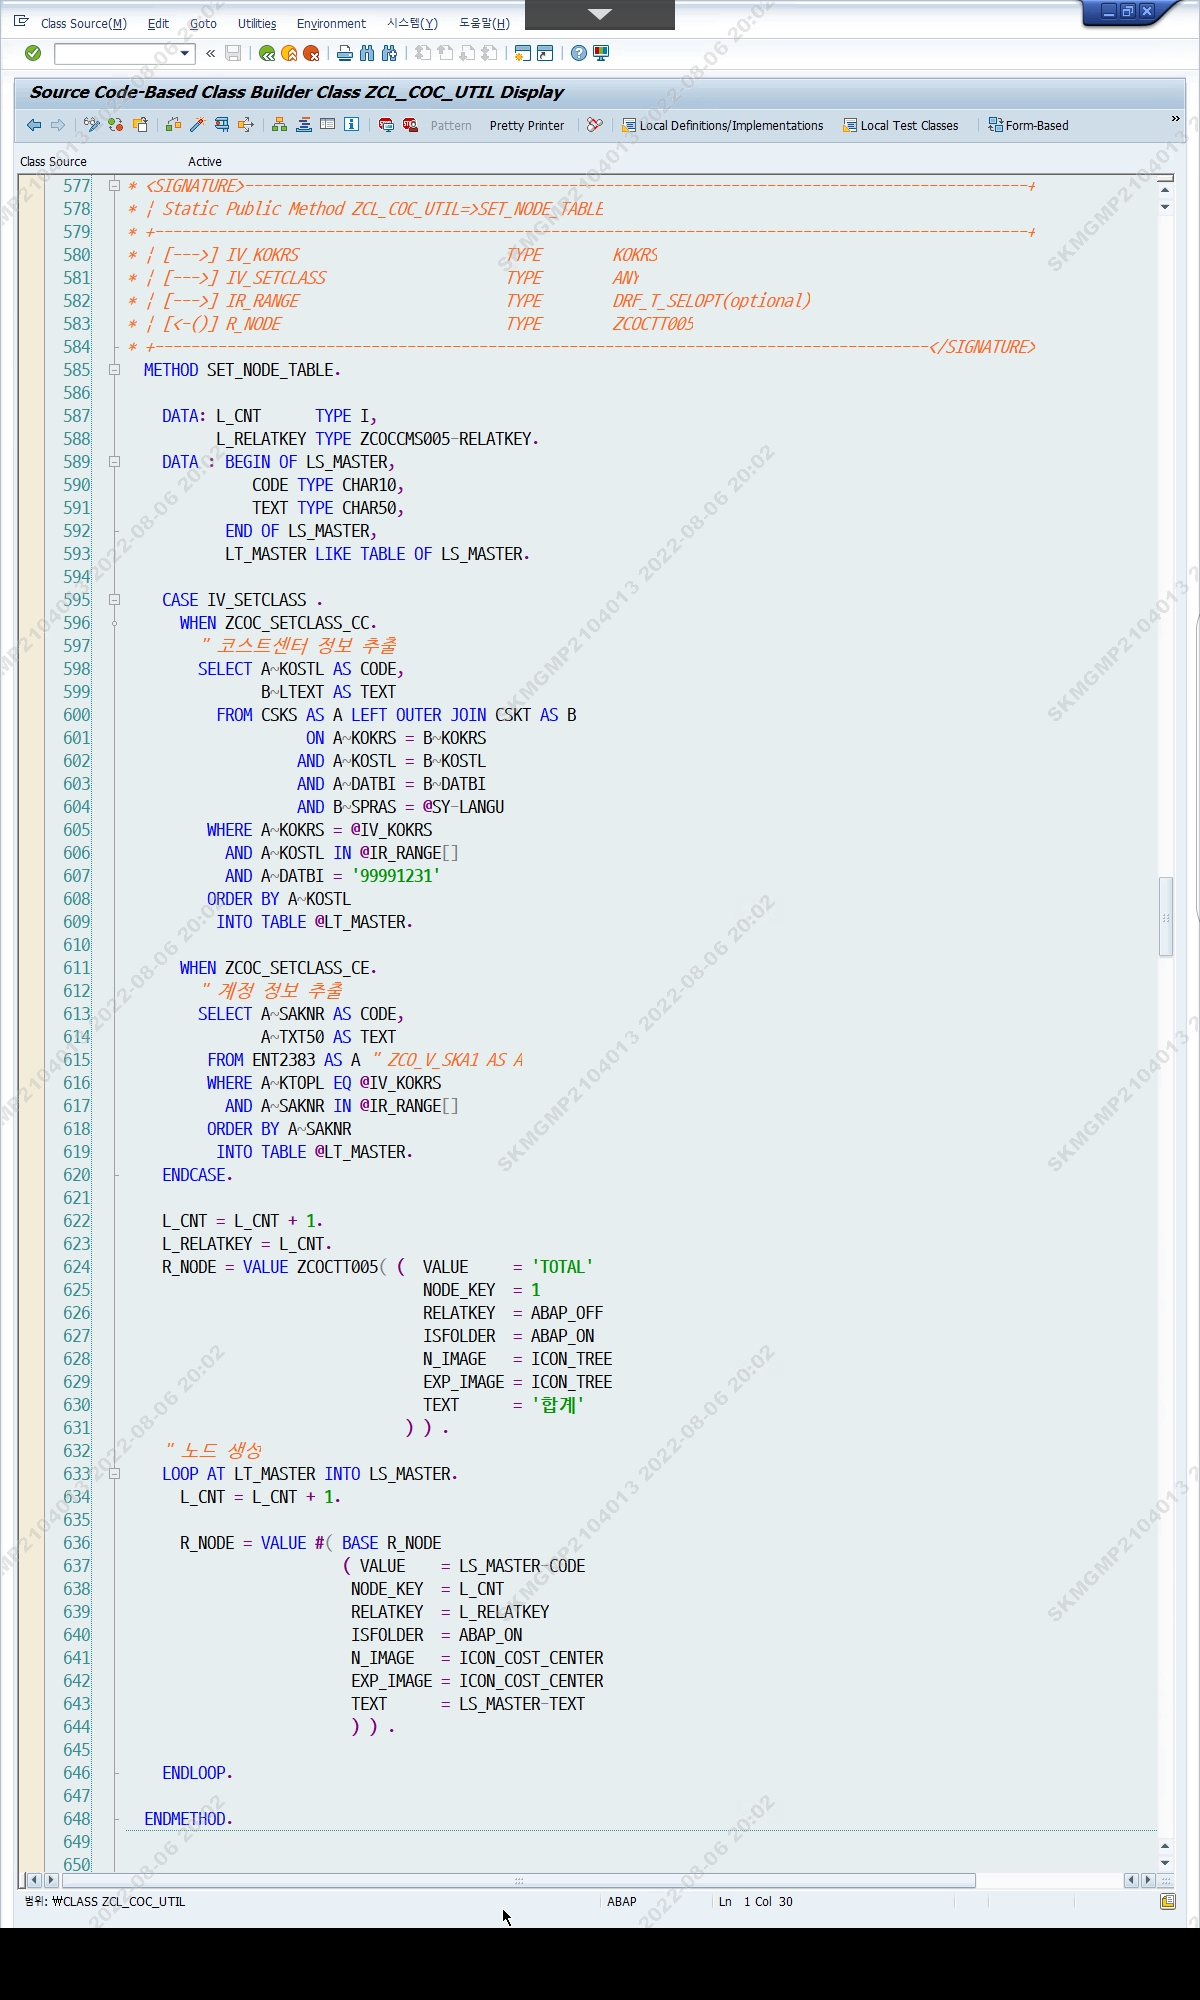 Class Source(M) Edit Goto Utilities Environment 시스템(Y) 도움말(H)
Source Code-Based Class Builder Class ZCL_COC_UTIL Display
Pattern Pretty Printer Local Definitions/Implementations Local Test Classes Form-Based
Class Source Active
577 * <SIGNATURE>---------------------------------------------------------------------------------------+
578 * ¦ Static Public Method ZCL_COC_UTIL=>SET_NODE_TABLE
579 * +-------------------------------------------------------------------------------------------------+
580 * ¦ [--->] IV_KOKRS TYPE KOKRS
581 * ¦ [--->] IV_SETCLASS TYPE ANY
582 * ¦ [--->] IR_RANGE TYPE DRF_T_SELOPT(optional)
583 * ¦ [<-()] R_NODE TYPE ZCOCTT005
584 * +--------------------------------------------------------------------------------------</SIGNATURE>
585 METHOD SET_NODE_TABLE.
586
587 DATA: L_CNT TYPE I,
588 L_RELATKEY TYPE ZCOCCMS005-RELATKEY.
589 DATA : BEGIN OF LS_MASTER,
590 CODE TYPE CHAR10,
591 TEXT TYPE CHAR50,
592 END OF LS_MASTER,
593 LT_MASTER LIKE TABLE OF LS_MASTER.
594
595 CASE IV_SETCLASS .
596 WHEN ZCOC_SETCLASS_CC.
597 " 코스트센터 정보 추출
598 SELECT A~KOSTL AS CODE,
599 B~LTEXT AS TEXT
600 FROM CSKS AS A LEFT OUTER JOIN CSKT AS B
601 ON A~KOKRS = B~KOKRS
602 AND A~KOSTL = B~KOSTL
603 AND A~DATBI = B~DATBI
604 AND B~SPRAS = @SY-LANGU
605 WHERE A~KOKRS = @IV_KOKRS
606 AND A~KOSTL IN @IR_RANGE[]
607 AND A~DATBI = '99991231'
608 ORDER BY A~KOSTL
609 INTO TABLE @LT_MASTER.
610
611 WHEN ZCOC_SETCLASS_CE.
612 " 계정 정보 추출
613 SELECT A~SAKNR AS CODE,
614 A~TXT50 AS TEXT
615 FROM ENT2383 AS A " ZCO_V_SKA1 AS A
616 WHERE A~KTOPL EQ @IV_KOKRS
617 AND A~SAKNR IN @IR_RANGE[]
618 ORDER BY A~SAKNR
619 INTO TABLE @LT_MASTER.
620 ENDCASE.
621
622 L_CNT = L_CNT + 1.
623 L_RELATKEY = L_CNT.
624 R_NODE = VALUE ZCOCTT005( ( VALUE = 'TOTAL'
625 NODE_KEY = 1
626 RELATKEY = ABAP_OFF
627 ISFOLDER = ABAP_ON
628 N_IMAGE = ICON_TREE
629 EXP_IMAGE = ICON_TREE
630 TEXT = '합계'
631 ) ) .
632 " 노드 생성
633 LOOP AT LT_MASTER INTO LS_MASTER.
634 L_CNT = L_CNT + 1.
635
636 R_NODE = VALUE #( BASE R_NODE
637 ( VALUE = LS_MASTER-CODE
638 NODE_KEY = L_CNT
639 RELATKEY = L_RELATKEY
640 ISFOLDER = ABAP_ON
641 N_IMAGE = ICON_COST_CENTER
642 EXP_IMAGE = ICON_COST_CENTER
643 TEXT = LS_MASTER-TEXT
644 ) ) .
645
646 ENDLOOP.
647
648 ENDMETHOD.
649
650
범위: ₩CLASS ZCL_COC_UTIL ABAP Ln 1 Col 30
SKMGMP2104013 2022-08-06 20:02